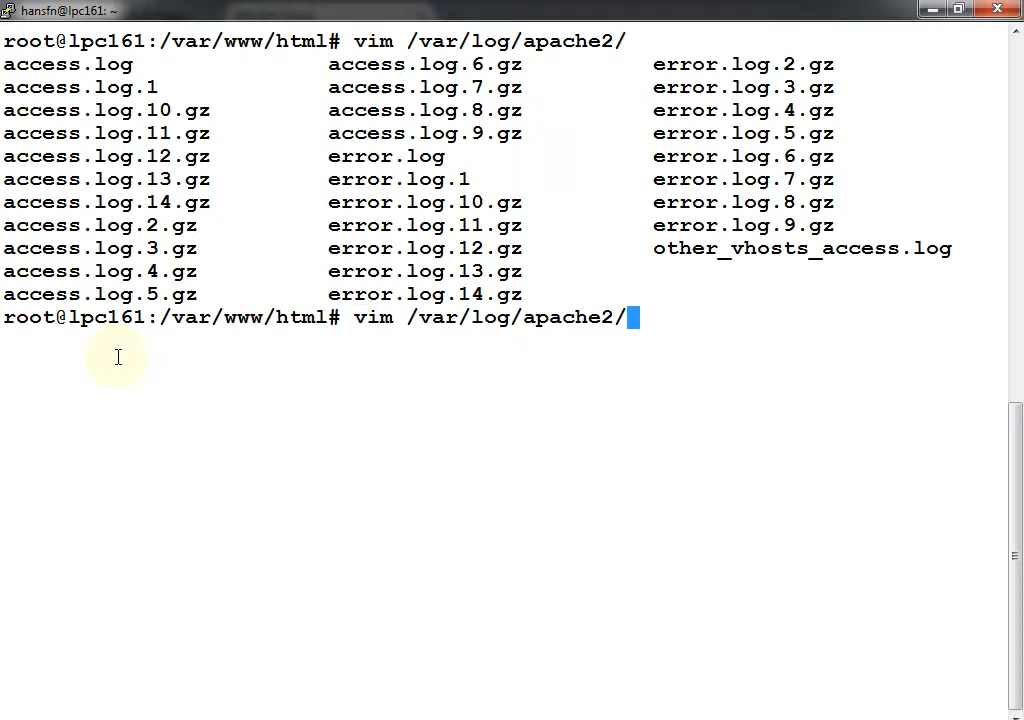 hansfn@lpc161: ~
root@lpc161:/var/www/html# vim /var/log/apache2/
access.log access.log.6.gz error.log.2.gz
access.log.1 access.log.7.gz error.log.3.gz
access.log.10.gz access.log.8.gz error.log.4.gz
access.log.11.gz access.log.9.gz error.log.5.gz
access.log.12.gz error.log error.log.6.gz
access.log.13.gz error.log.1 error.log.7.gz
access.log.14.gz error.log.10.gz error.log.8.gz
access.log.2.gz error.log.11.gz error.log.9.gz
access.log.3.gz error.log.12.gz other_vhosts_access.log
access.log.4.gz error.log.13.gz
access.log.5.gz error.log.14.gz
root@lpc161:/var/www/html# vim /var/log/apache2/